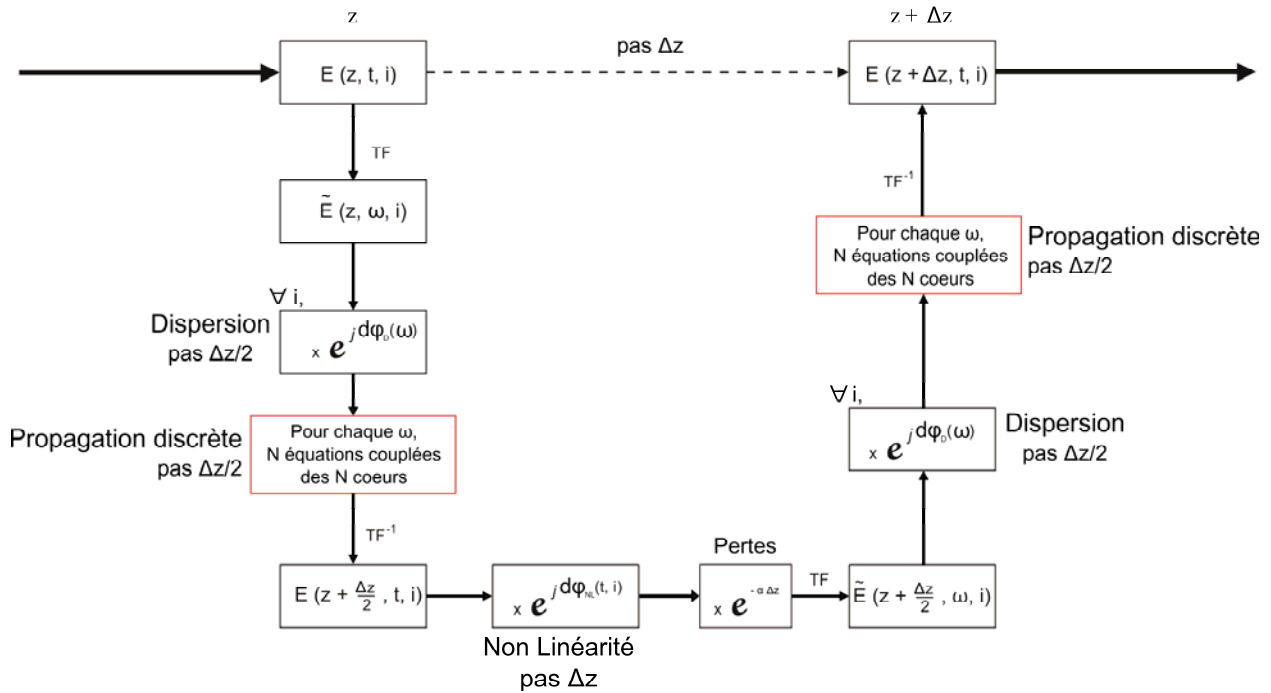 z
z + Δz
E (z, t, i)
pas Δz
E (z + Δz, t, i)
TF
Ẽ (z, ω, i)
∀ i,
Dispersion
pas Δz/2
x e^{j dφ_D(ω)}
Propagation discrète
pas Δz/2
Pour chaque ω,
N équations couplées
des N coeurs
TF⁻¹
E (z + Δz/2 , t, i)
x e^{j dφ_{NL}(t, i)}
Non Linéarité
pas Δz
Pertes
x e^{-α Δz}
TF
Ẽ (z + Δz/2 , ω, i)
∀ i,
x e^{j dφ_D(ω)}
Dispersion
pas Δz/2
Pour chaque ω,
N équations couplées
des N coeurs
Propagation discrète
pas Δz/2
TF⁻¹